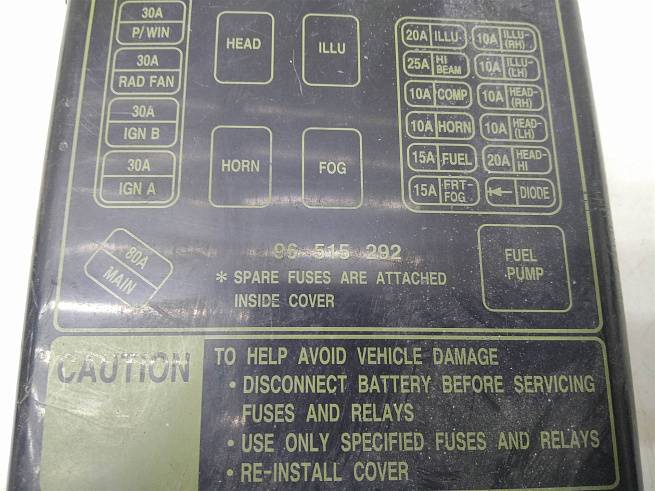 30A
P/WIN
30A
RAD FAN
30A
IGN B
30A
IGN A
80A
MAIN
HEAD
ILLU
HORN
FOG
20A ILLU-
10A ILLU-(RH)
25A HI BEAM
10A ILLU-(LH)
10A COMP
10A HEAD-(RH)
10A HORN
10A HEAD-(LH)
15A FUEL
20A HEAD-HI
15A FRT-FOG
DIODE
FUEL
PUMP
96 515 292
* SPARE FUSES ARE ATTACHED
INSIDE COVER
CAUTION
TO HELP AVOID VEHICLE DAMAGE
• DISCONNECT BATTERY BEFORE SERVICING
FUSES AND RELAYS
• USE ONLY SPECIFIED FUSES AND RELAYS
• RE-INSTALL COVER